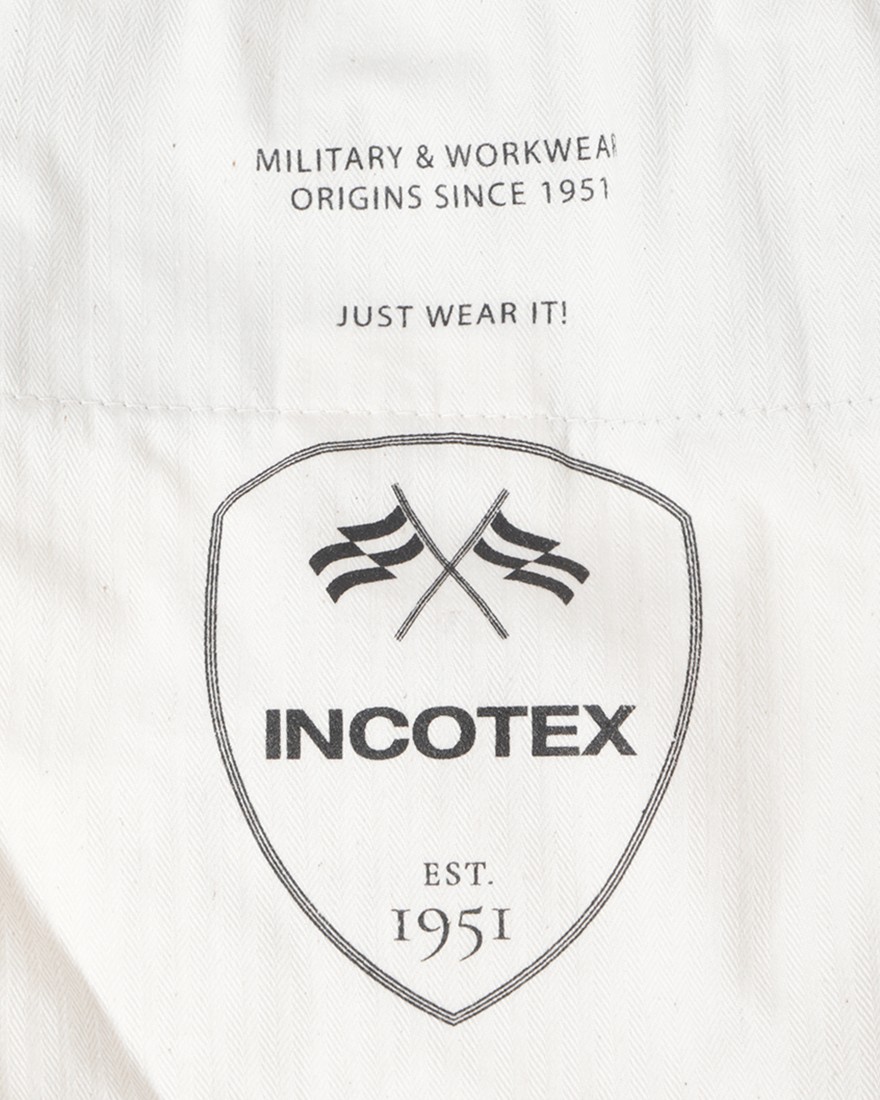 MILITARY & WORKWEAR
ORIGINS SINCE 1951
JUST WEAR IT!
INCOTEX
EST.
1951